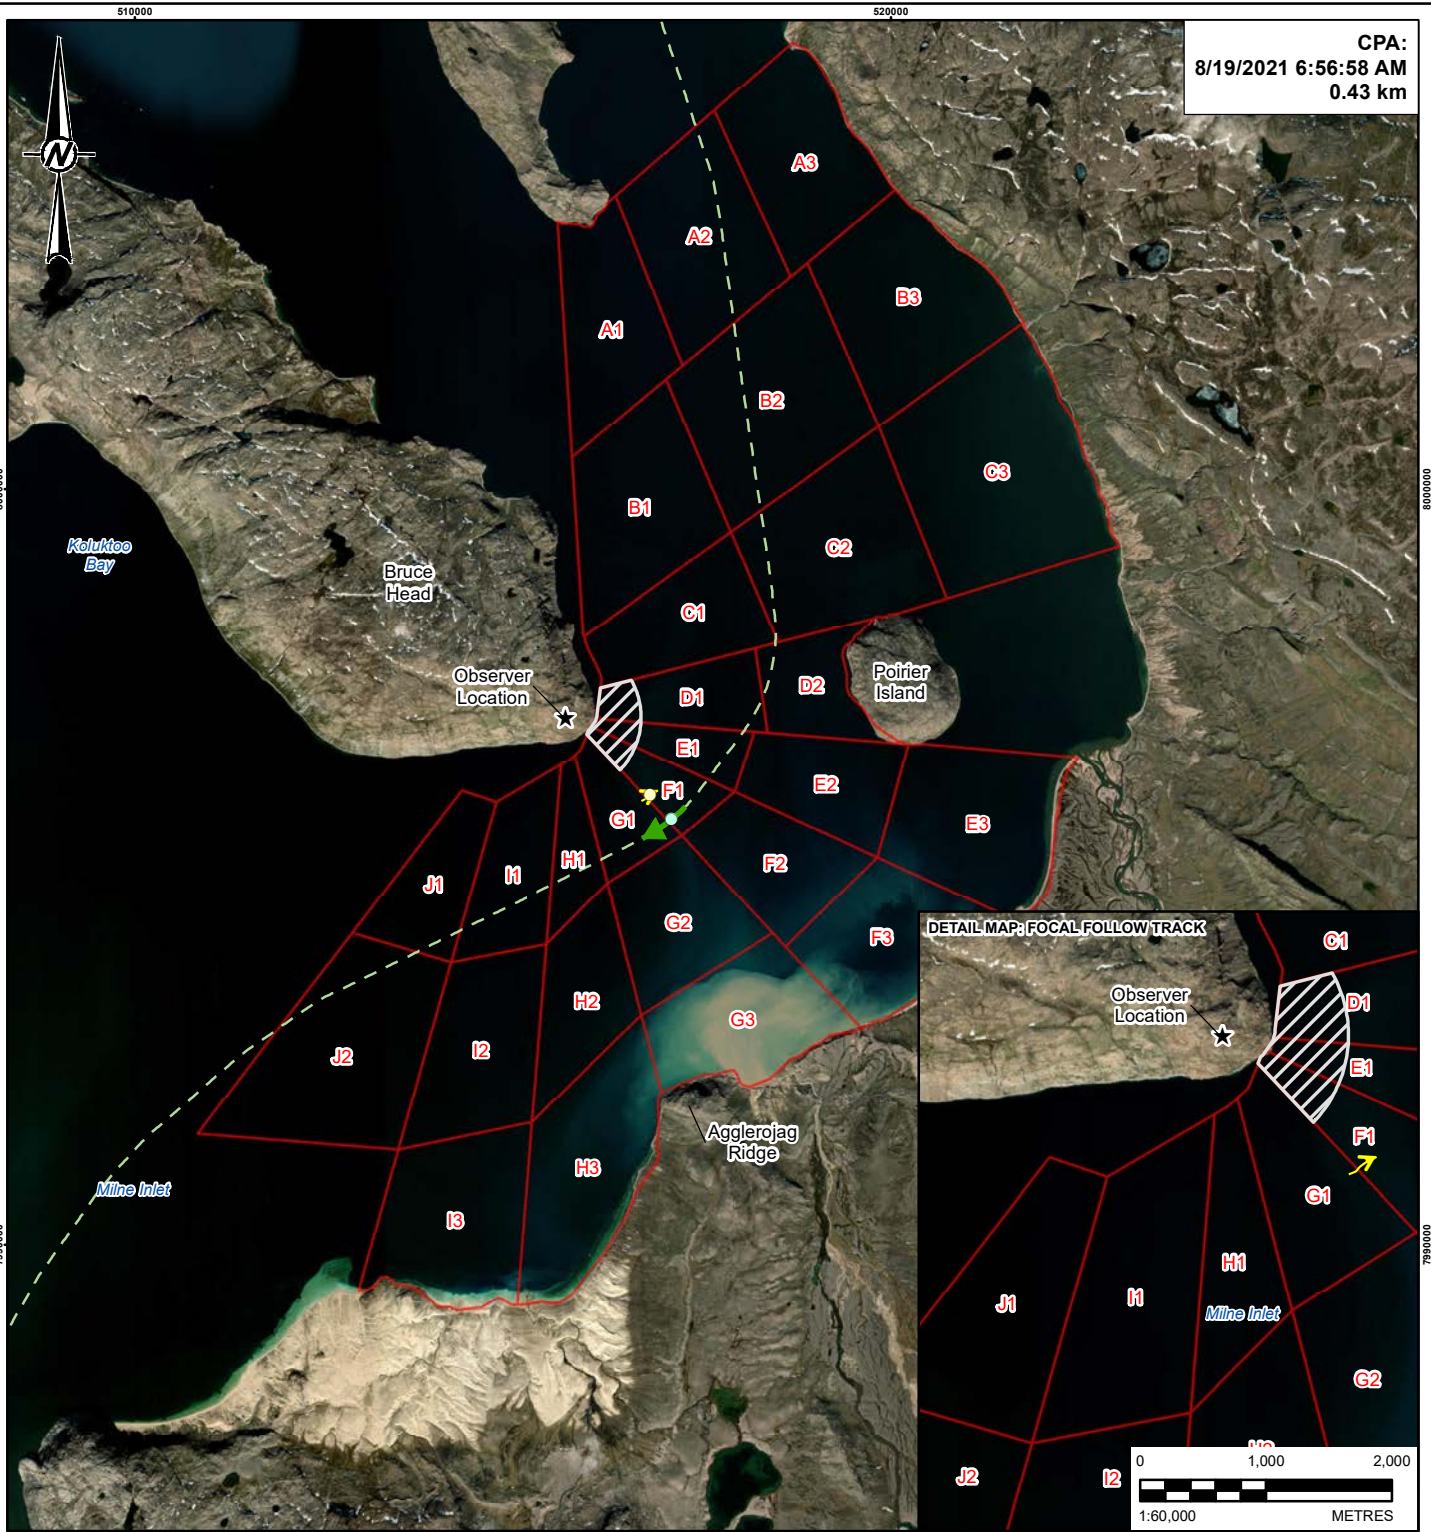 510000
520000
CPA:
8/19/2021 6:56:58 AM
0.43 km
N
A3
A2
B3
A1
B2
C3
8000000
B1
Koluktoo
Bay
C2
Bruce
Head
C1
Observer
Location
Poirier
Island
D2
D1
E1
E2
F1
G1
E3
H1
F2
I1
J1
G2
F3
DETAIL MAP: FOCAL FOLLOW TRACK
C1
H2
Observer
Location
D1
G3
I2
J2
E1
Agglerojag
Ridge
F1
H3
Milne Inlet
G1
I3
7990000
H1
J1
I1
Milne Inlet
G2
0 1,000 2,000
J2
I2
1:60,000 METRES